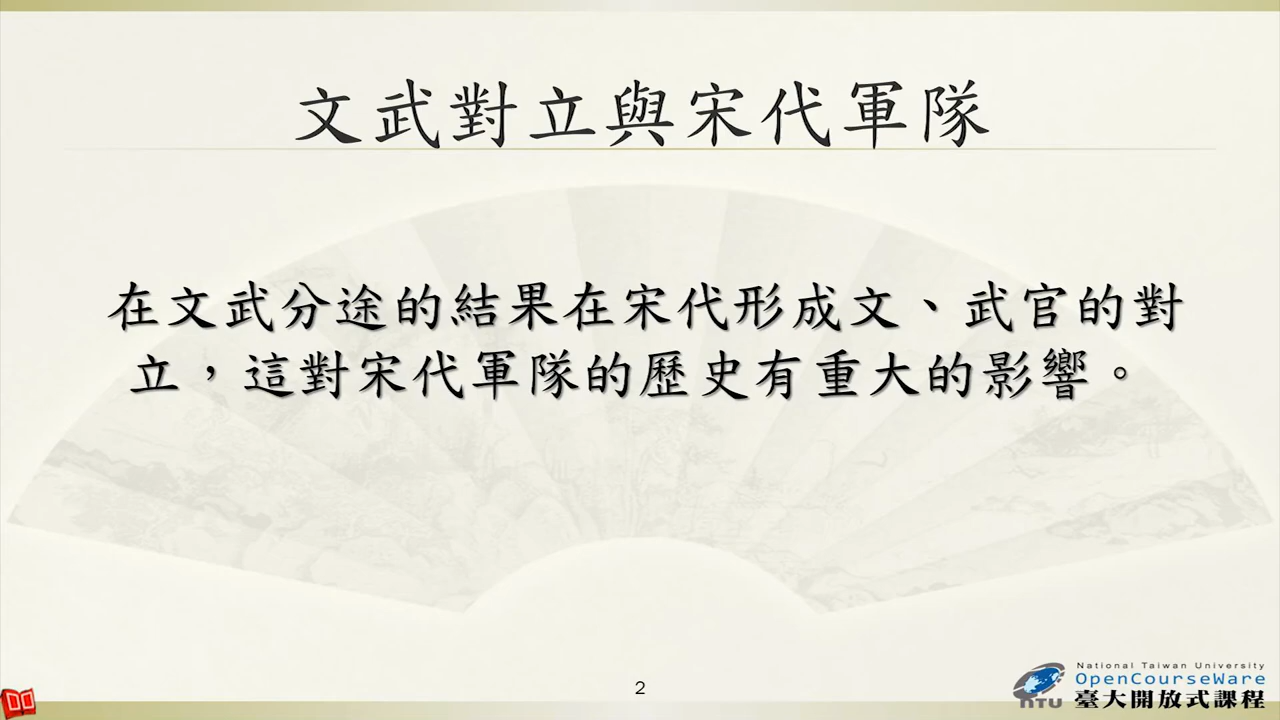 文武對立與宋代軍隊
在文武分途的結果在宋代形成文、武官的對
立，這對宋代軍隊的歷史有重大的影響。
2
National Taiwan University
OpenCourseWare
NTU
臺大開放式課程